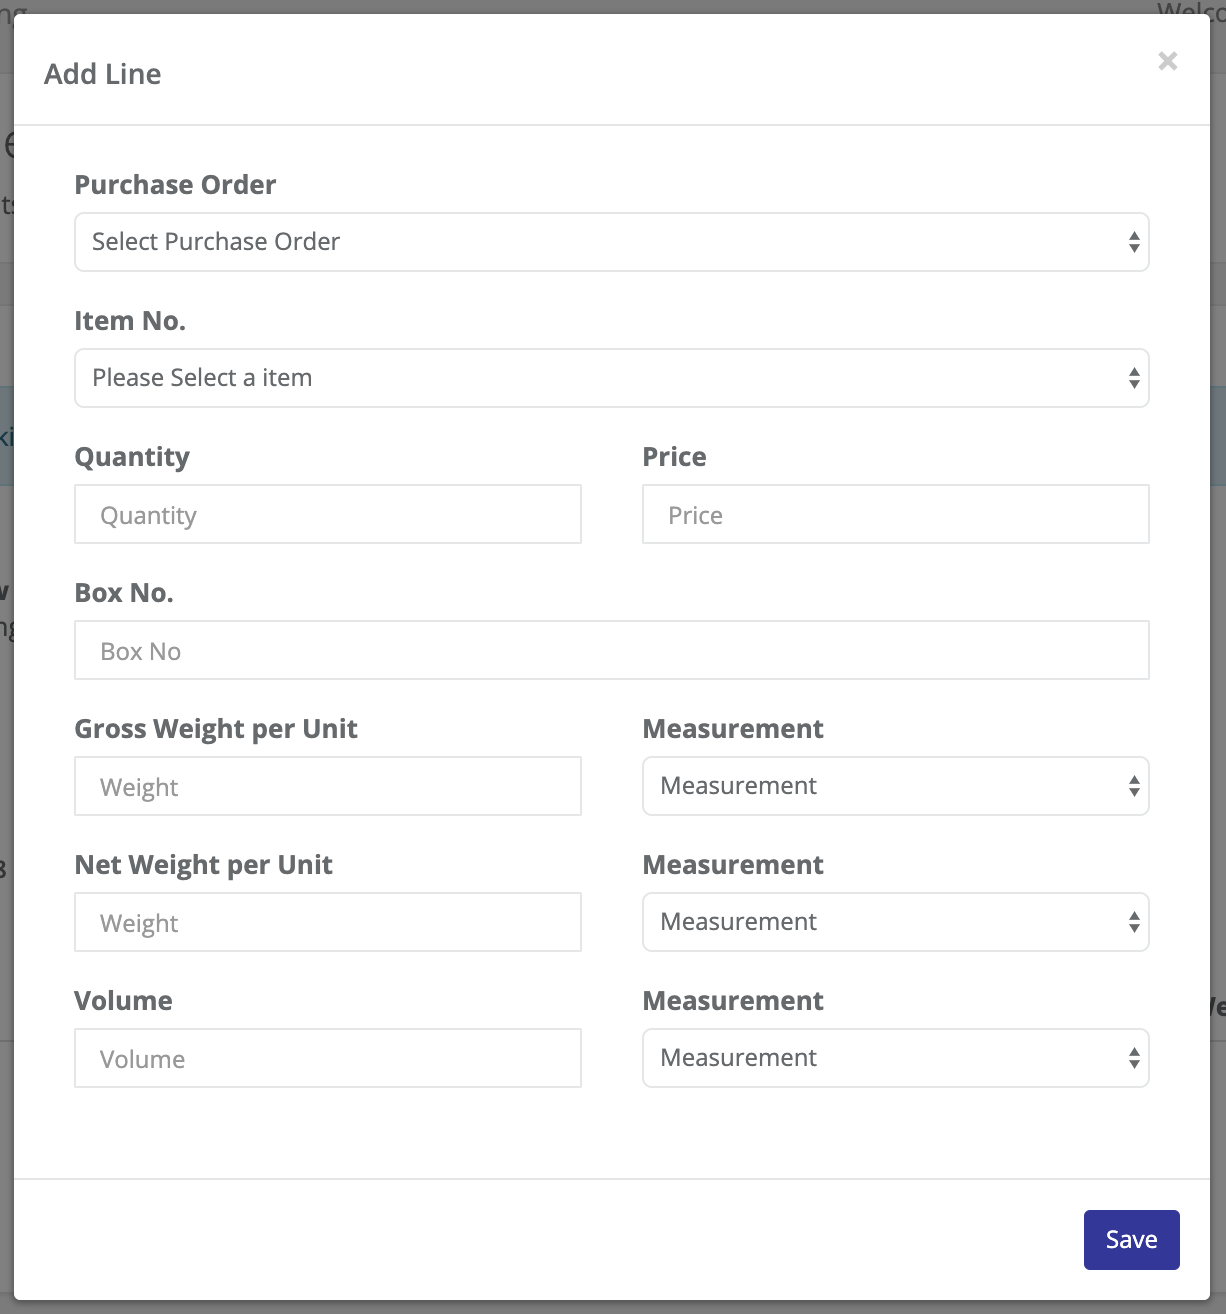 Add Line
×
Purchase Order
Select Purchase Order
Item No.
Please Select a item
Quantity Price
Quantity Price
Box No.
Box No
Gross Weight per Unit Measurement
Weight Measurement
Net Weight per Unit Measurement
Weight Measurement
Volume Measurement
Volume Measurement
Save